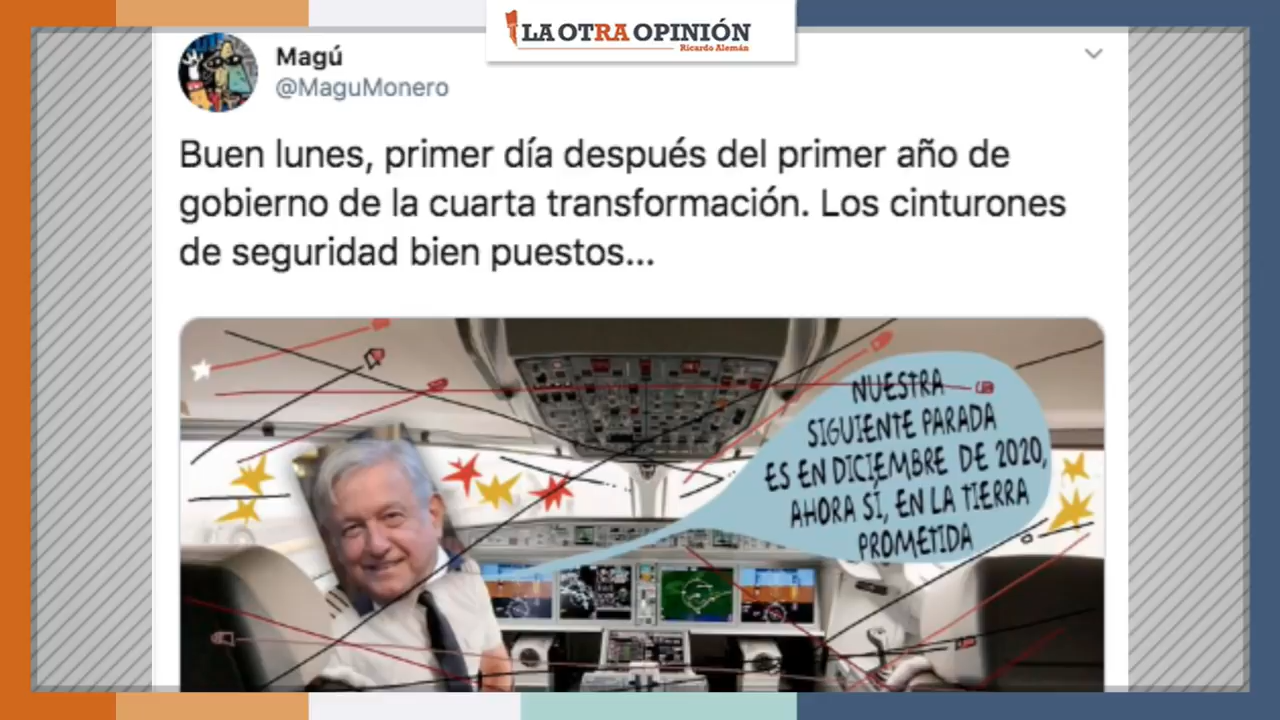 LA OTRA OPINIÓN
Ricardo Alemán
Magú
@MaguMonero
Buen lunes, primer día después del primer año de
gobierno de la cuarta transformación. Los cinturones
de seguridad bien puestos...
NUESTRA
SIGUIENTE PARADA
ES EN DICIEMBRE DE 2020,
AHORA SÍ, EN LA TIERRA
PROMETIDA